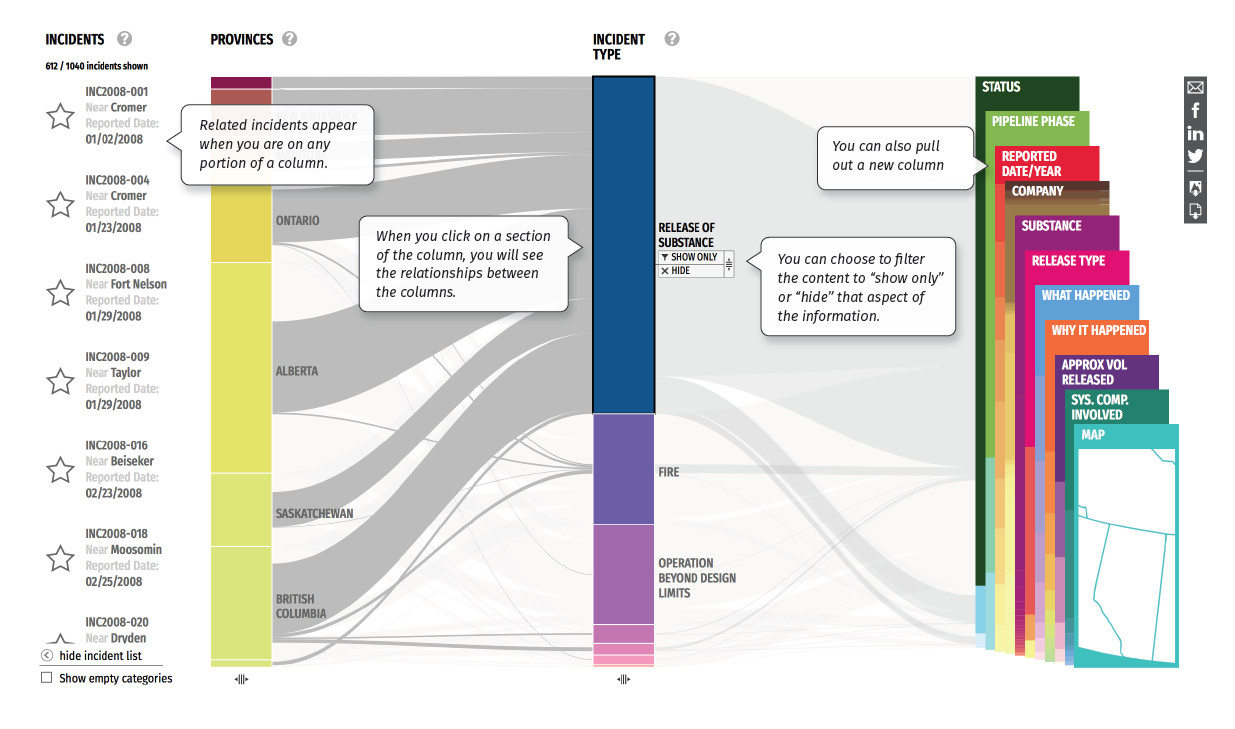 INCIDENTS ?
612 / 1040 incidents shown
INC2008-001
Near Cromer
Reported Date:
01/02/2008
INC2008-004
Near Cromer
Reported Date:
01/23/2008
INC2008-008
Near Fort Nelson
Reported Date:
01/29/2008
INC2008-009
Near Taylor
Reported Date:
01/29/2008
INC2008-016
Near Beiseker
Reported Date:
02/23/2008
INC2008-018
Near Moosomin
Reported Date:
02/25/2008
INC2008-020
Near Dryden
hide incident list
Show empty categories
PROVINCES ?
Related incidents appear
when you are on any
portion of a column.
ONTARIO
ALBERTA
SASKATCHEWAN
BRITISH
COLUMBIA
When you click on a section
of the column, you will see
the relationships between
the columns.
INCIDENT ?
TYPE
RELEASE OF
SUBSTANCE
SHOW ONLY
HIDE
FIRE
OPERATION
BEYOND DESIGN
LIMITS
You can choose to filter
the content to “show only”
or “hide” that aspect of
the information.
You can also pull
out a new column
STATUS
PIPELINE PHASE
REPORTED
DATE/YEAR
COMPANY
SUBSTANCE
RELEASE TYPE
WHAT HAPPENED
WHY IT HAPPENED
APPROX VOL
RELEASED
SYS. COMP.
INVOLVED
MAP
f
in